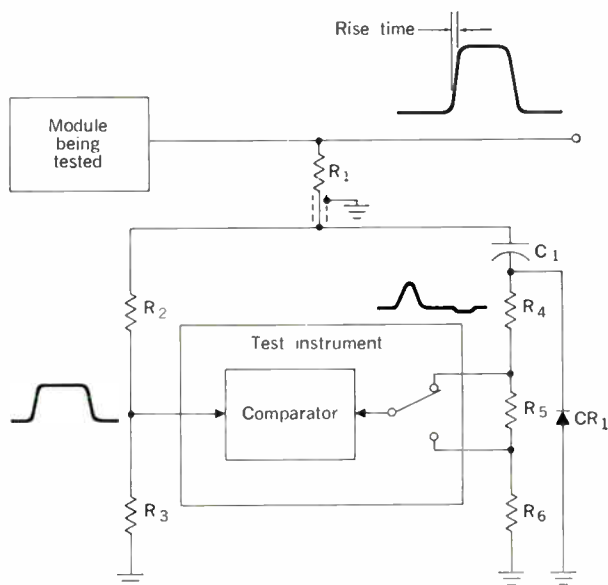 Rise time
Module
being
tested
R1
C1
R2
R4
Test instrument
Comparator
R5
CR1
R3
R6